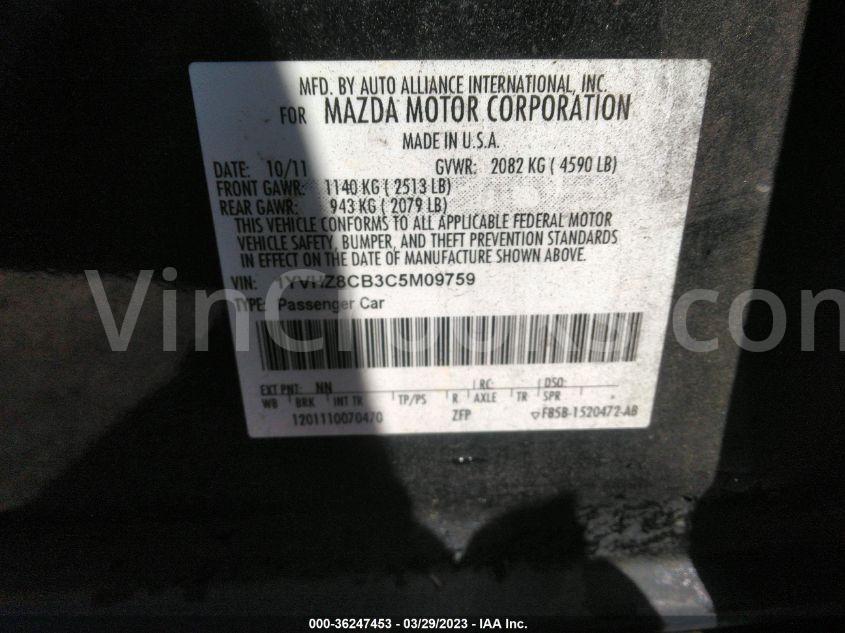 MFD. BY AUTO ALLIANCE INTERNATIONAL, INC.
FOR MAZDA MOTOR CORPORATION
MADE IN U.S.A.
DATE: 10/11 GVWR: 2082 KG ( 4590 LB)
FRONT GAWR: 1140 KG ( 2513 LB)
REAR GAWR: 943 KG ( 2079 LB)
THIS VEHICLE CONFORMS TO ALL APPLICABLE FEDERAL MOTOR
VEHICLE SAFETY, BUMPER, AND THEFT PREVENTION STANDARDS
IN EFFECT ON THE DATE OF MANUFACTURE SHOWN ABOVE.
VIN: 1YVHZ8CB3C5M09759
TYPE: Passenger Car
EXT PNT: NN RC: DSO:
WB BRK INT TR TP/PS R AXLE TR SPR
1201110070470 ZFP F85B-1520472-AB
000-36247453 / 03/29/2023 - IAA Inc.